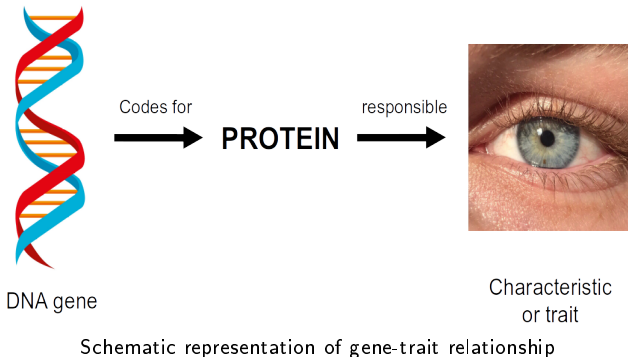 Codes for
responsible
PROTEIN
DNA gene
Characteristic
or trait
Schematic representation of gene-trait relationship